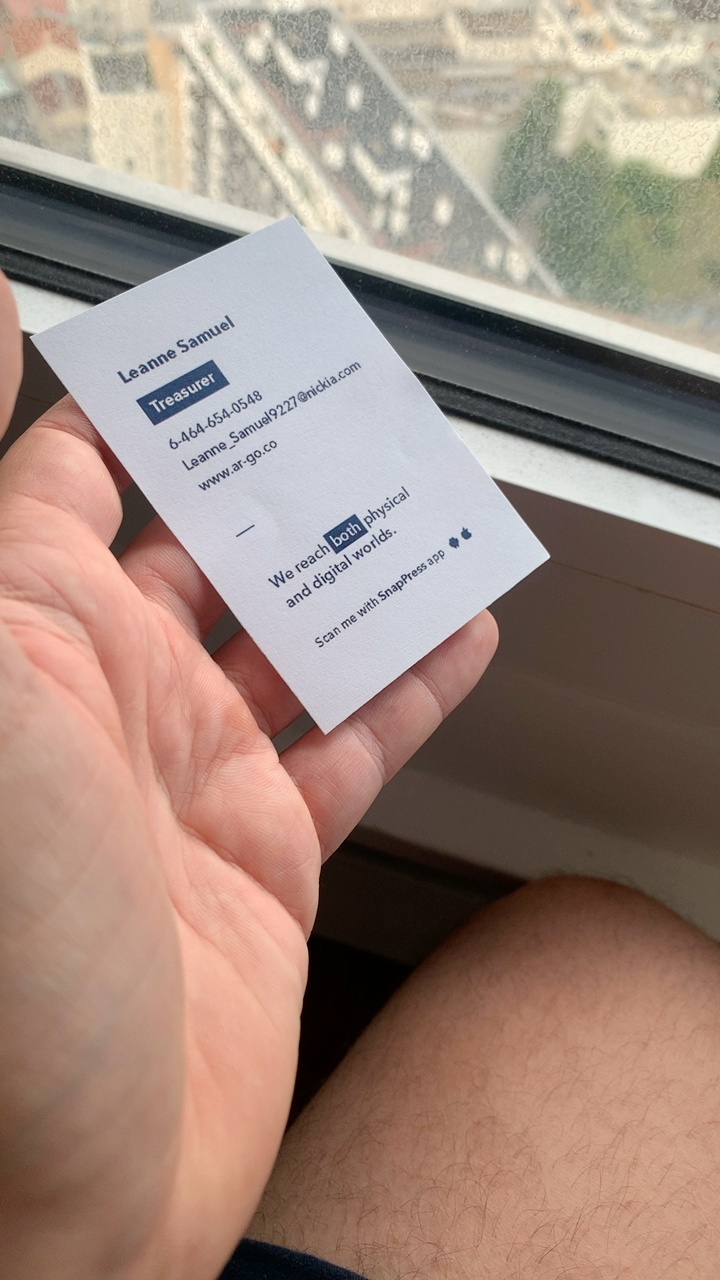 Leanne Samuel
Treasurer
6-464-654-0548
Leanne_Samuel9227@nickia.com
www.ar-go.co
We reach both physical
and digital worlds.
Scan me with SnapPress app